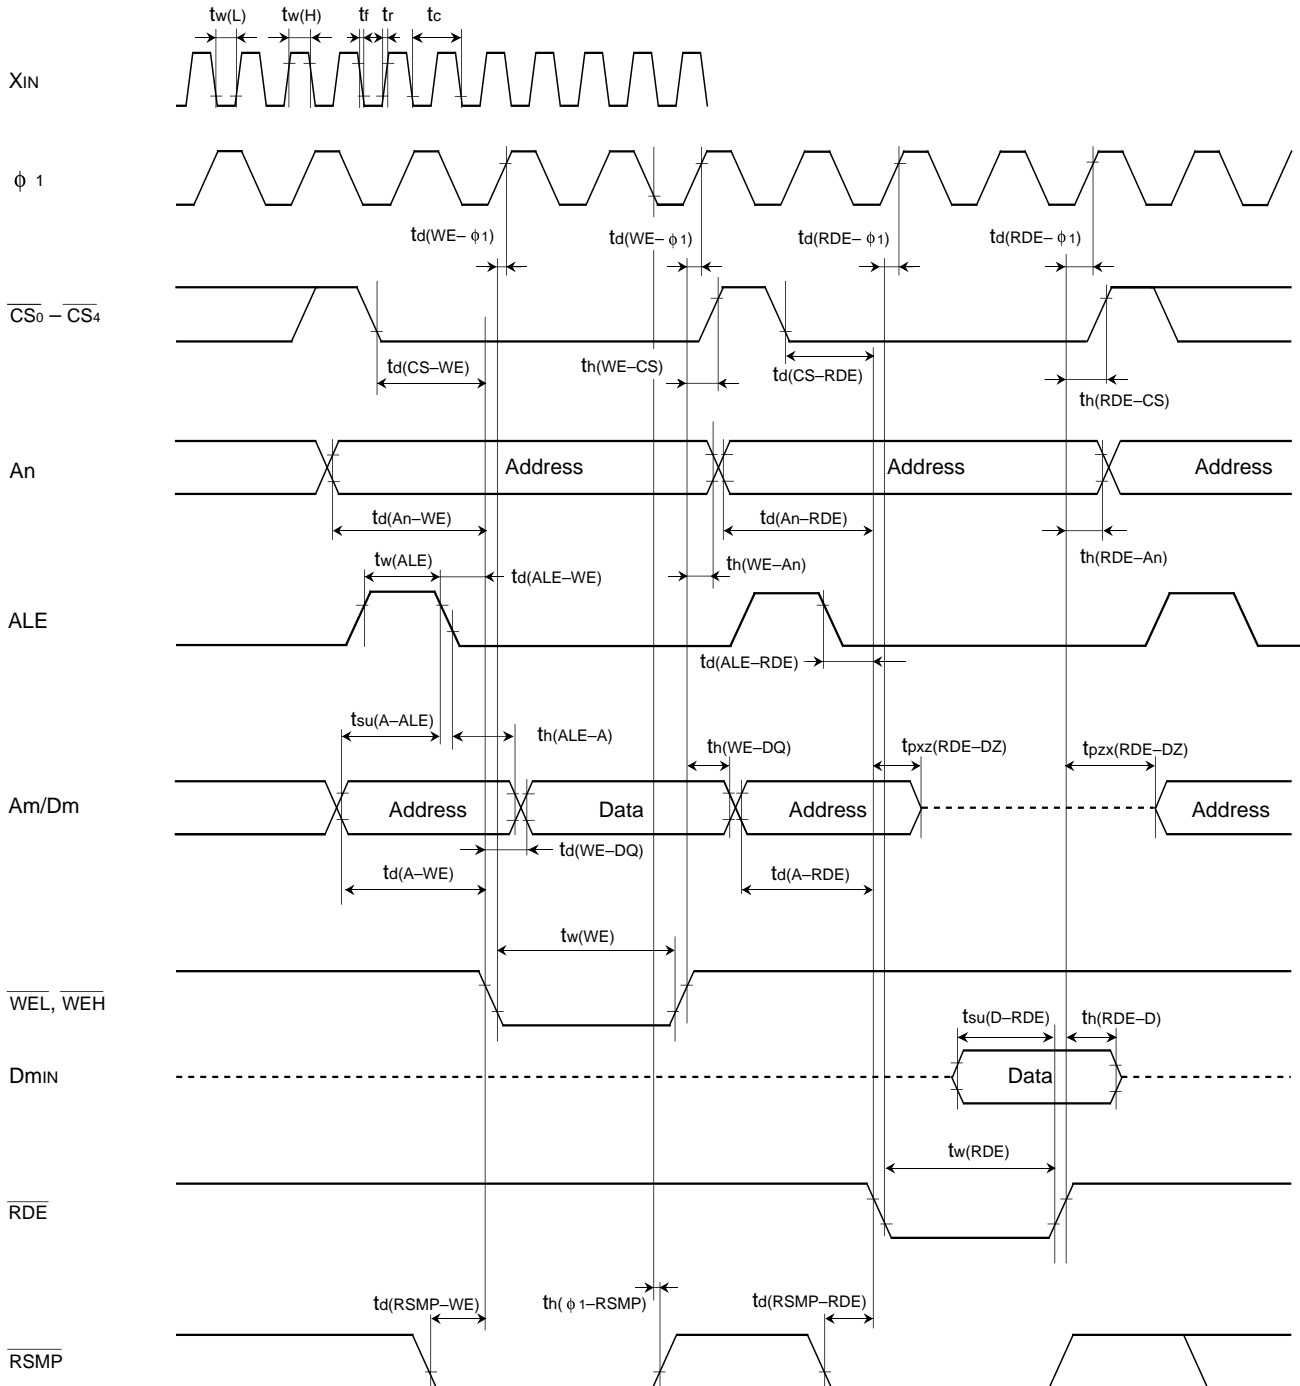 tw(L) tw(H) tf tr tc
XIN
ϕ 1
td(WE– ϕ 1) td(WE– ϕ 1) td(RDE– ϕ 1) td(RDE– ϕ 1)
CS0 – CS4
td(CS–WE) th(WE–CS) td(CS–RDE) th(RDE–CS)
An Address Address Address
td(An–WE) td(An–RDE)
tw(ALE) td(ALE–WE) th(WE–An) th(RDE–An)
ALE
td(ALE–RDE)
tsu(A–ALE) th(ALE–A) th(WE–DQ) tpxz(RDE–DZ) tpzx(RDE–DZ)
Am/Dm Address Data Address Address
td(WE–DQ)
td(A–WE) td(A–RDE)
tw(WE)
WEL, WEH
tsu(D–RDE) th(RDE–D)
DmIN Data
tw(RDE)
RDE
td(RSMP–WE) th( ϕ 1–RSMP) td(RSMP–RDE)
RSMP